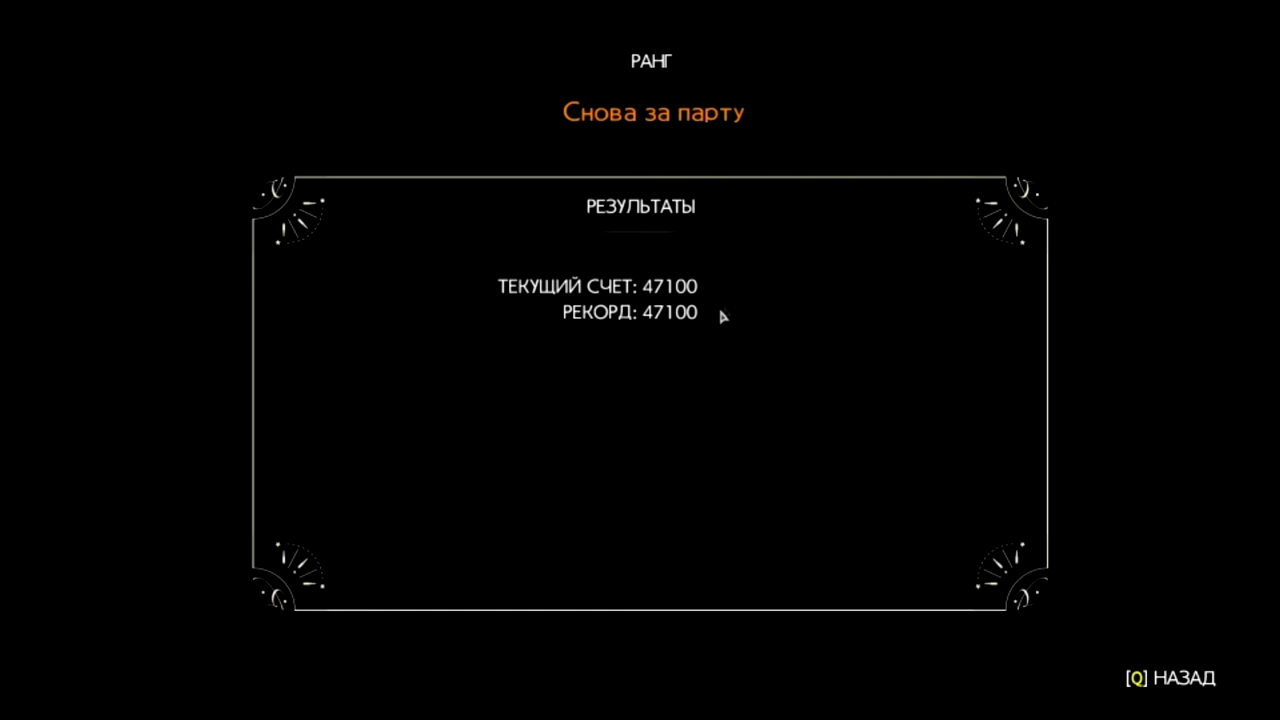 РАНГ
Снова за парту
РЕЗУЛЬТАТЫ
ТЕКУЩИЙ СЧЕТ: 47100
РЕКОРД: 47100
[Q] НАЗАД